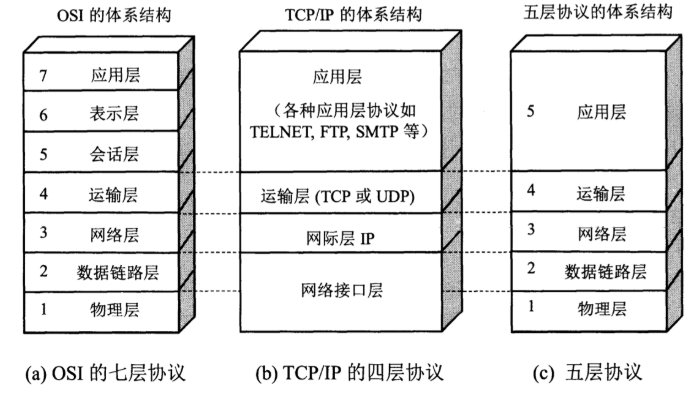 OSI 的体系结构
TCP/IP 的体系结构
五层协议的体系结构
7 应用层
6 表示层
5 会话层
4 运输层
3 网络层
2 数据链路层
1 物理层
应用层
(各种应用层协议如
TELNET, FTP, SMTP 等)
运输层 (TCP 或 UDP)
网际层 IP
网络接口层
5 应用层
4 运输层
3 网络层
2 数据链路层
1 物理层
(a) OSI 的七层协议
(b) TCP/IP 的四层协议
(c) 五层协议